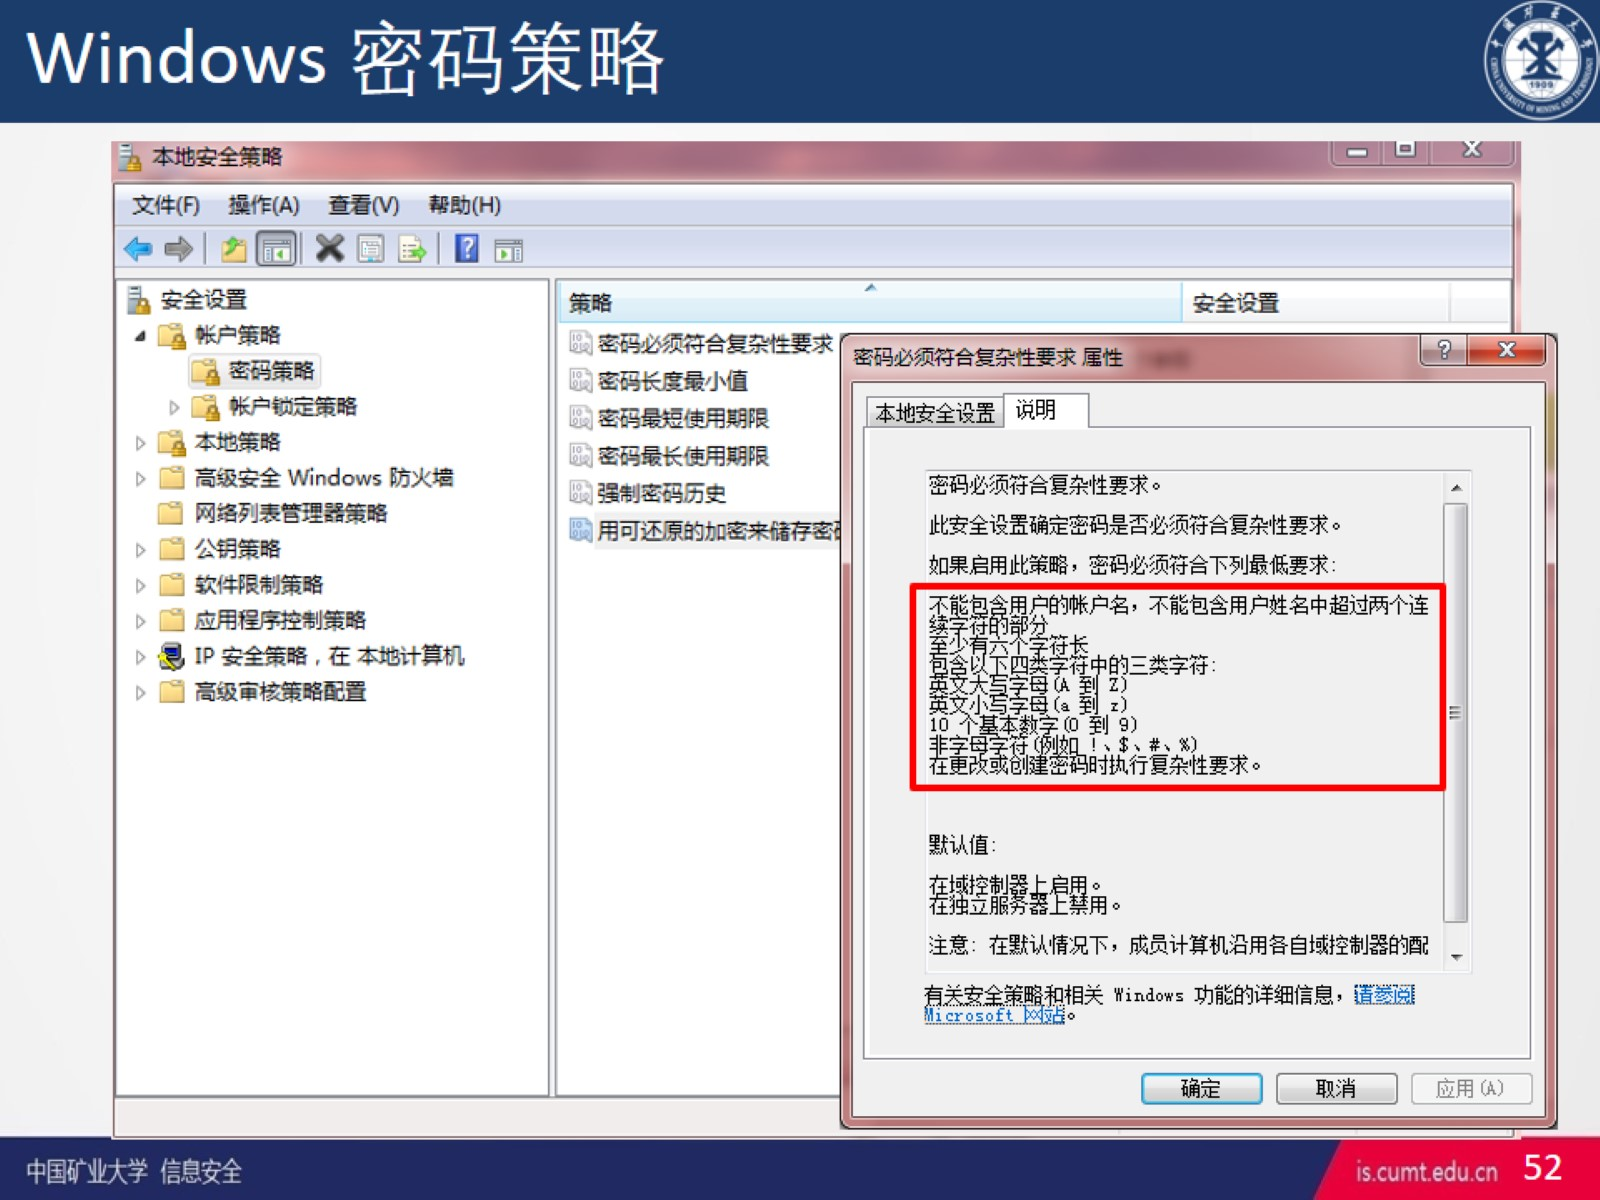 Windows 密码策略
本地安全策略
文件(F) 操作(A) 查看(V) 帮助(H)
安全设置
帐户策略
密码策略
帐户锁定策略
本地策略
高级安全 Windows 防火墙
网络列表管理器策略
公钥策略
软件限制策略
应用程序控制策略
IP 安全策略，在 本地计算机
高级审核策略配置
策略 安全设置
密码必须符合复杂性要求
密码长度最小值
密码最短使用期限
密码最长使用期限
强制密码历史
用可还原的加密来储存密码
密码必须符合复杂性要求 属性
本地安全设置 说明
密码必须符合复杂性要求。
此安全设置确定密码是否必须符合复杂性要求。
如果启用此策略，密码必须符合下列最低要求:
不能包含用户的帐户名，不能包含用户姓名中超过两个连
续字符的部分
至少有六个字符长
包含以下四类字符中的三类字符:
英文大写字母(A 到 Z)
英文小写字母(a 到 z)
10 个基本数字(0 到 9)
非字母字符(例如 !、$、#、%)
在更改或创建密码时执行复杂性要求。
默认值:
在域控制器上启用。
在独立服务器上禁用。
注意: 在默认情况下，成员计算机沿用各自域控制器的配
有关安全策略和相关 Windows 功能的详细信息，请参阅
Microsoft 网站。
确定 取消 应用(A)
中国矿业大学 信息安全
is.cumt.edu.cn 52